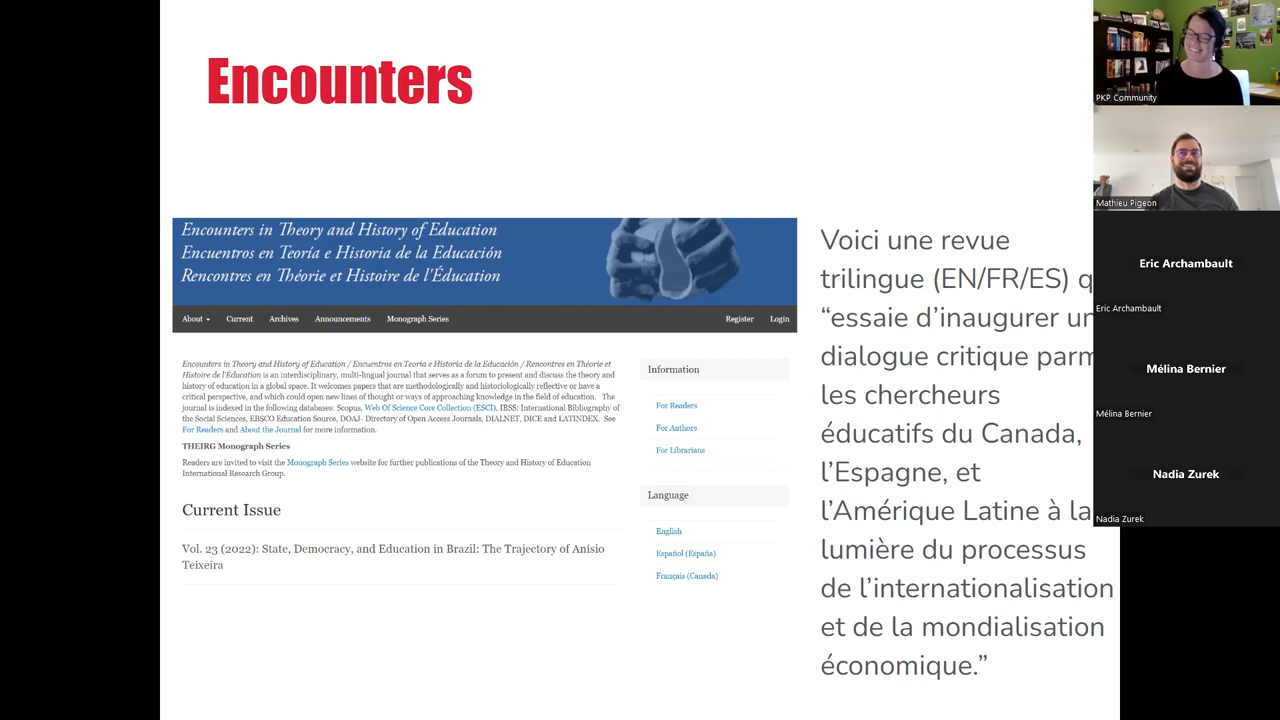 Encounters
Encounters in Theory and History of Education
Encuentros en Teoría e Historia de la Educación
Rencontres en Théorie et Histoire de l'Éducation
About
Current
Archives
Announcements
Monograph Series
Register
Login
Encounters in Theory and History of Education / Encuentros en Teoría e Historia de la Educación / Rencontres en Théorie et
Histoire de l'Éducation is an interdisciplinary, multi-lingual journal that serves as a forum to present and discuss the theory and
history of education in a global space. It welcomes papers that are methodologically and historiologically reflective or have a
critical perspective, and which could open new lines of thought or ways of approaching knowledge in the field of education. The
journal is indexed in the following databases: Scopus, Web Of Science Core Collection (ESCI), IBSS: International Bibliography of
the Social Sciences, EBSCO Education Source, DOAJ- Directory of Open Access Journals, DIALNET, DICE and LATINDEX. See
For Readers and About the Journal for more information.
THEIRG Monograph Series
Readers are invited to visit the Monograph Series website for further publications of the Theory and History of Education
International Research Group.
Current Issue
Vol. 23 (2022): State, Democracy, and Education in Brazil: The Trajectory of Anísio
Teixeira
Information
For Readers
For Authors
For Librarians
Language
English
Español (España)
Français (Canada)
Voici une revue
trilingue (EN/FR/ES) q
“essaie d’inaugurer un
dialogue critique parm
les chercheurs
éducatifs du Canada,
l’Espagne, et
l’Amérique Latine à la
lumière du processus
de l’internationalisation
et de la mondialisation
économique.”
PKP Community
Mathieu Pigeon
Eric Archambault
Eric Archambault
Mélina Bernier
Mélina Bernier
Nadia Zurek
Nadia Zurek